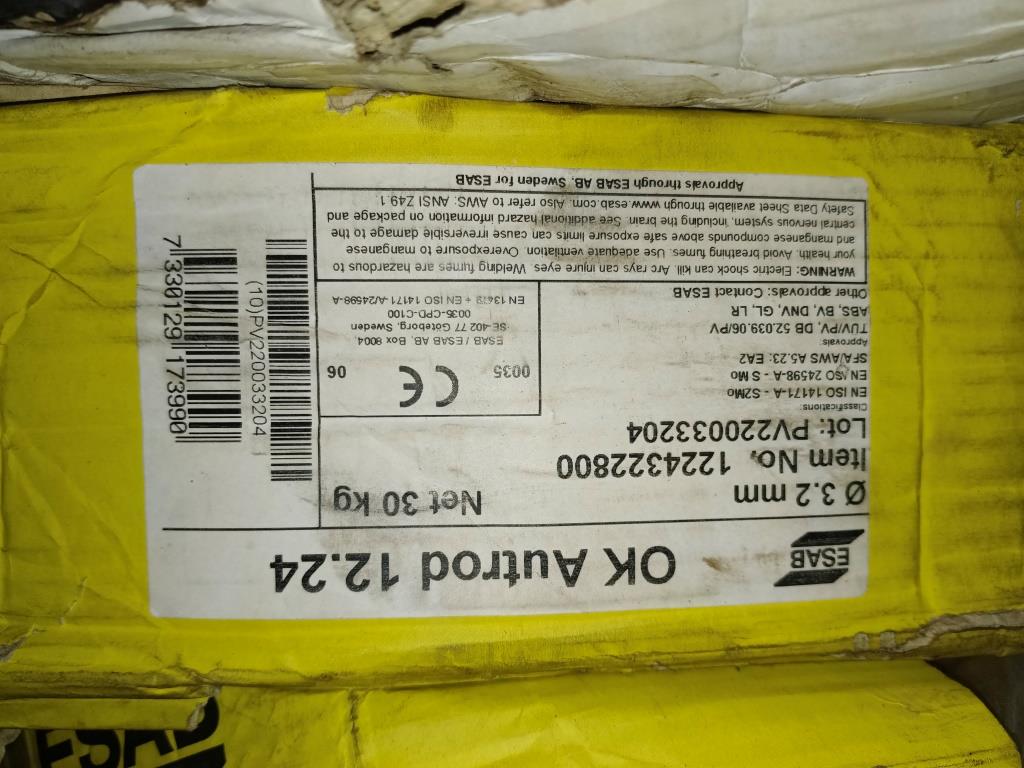 ESAB
OK Autrod 12.24
Ø 3.2 mm
Net 30 kg
Item No. 1224322800
Lot: PV220033204
Classifications:
EN ISO 14171-A - S2Mo
EN ISO 24598-A - S Mo
SFA/AWS A5.23: EA2
Approvals:
TÜV/PV, DB 52.039.06/PV
ABS, BV, DNV, GL, LR
Other approvals: Contact ESAB
0035
CE
06
ESAB / ESAB AB, Box 8004,
SE-402 77 Göteborg, Sweden
0035-CPD-C100
EN 13479 + EN ISO 14171-A/24598-A
WARNING: Electric shock can kill. Arc rays can injure eyes. Welding fumes are hazardous to
your health. Avoid breathing fumes. Use adequate ventilation. Overexposure to manganese
and manganese compounds above safe exposure limits can cause irreversible damage to the
central nervous system, including the brain. See additional hazard information on package and
Safety Data Sheet available through www.esab.com. Also refer to AWS: ANSI Z49.1.
Approvals through ESAB AB, Sweden for ESAB
(10)PV220033204
7 330129 173990
ESAB